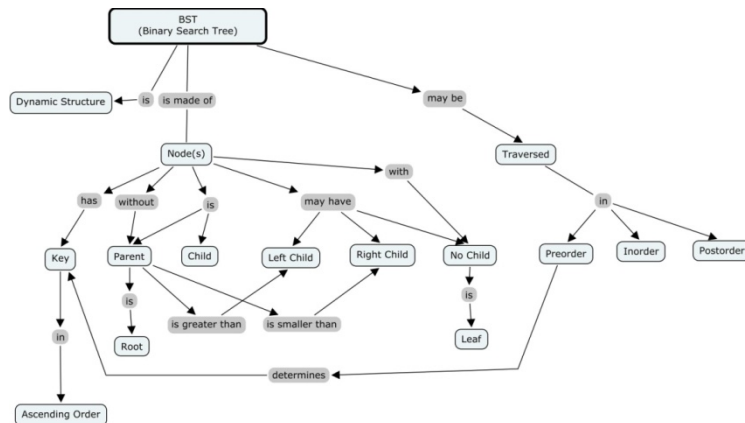 BST
(Binary Search Tree)
Dynamic Structure
is
is made of
may be
Node(s)
Traversed
with
has
without
is
may have
in
Key
Parent
Child
Left Child
Right Child
No Child
Preorder
Inorder
Postorder
is
is
in
is greater than
is smaller than
Root
Leaf
determines
Ascending Order